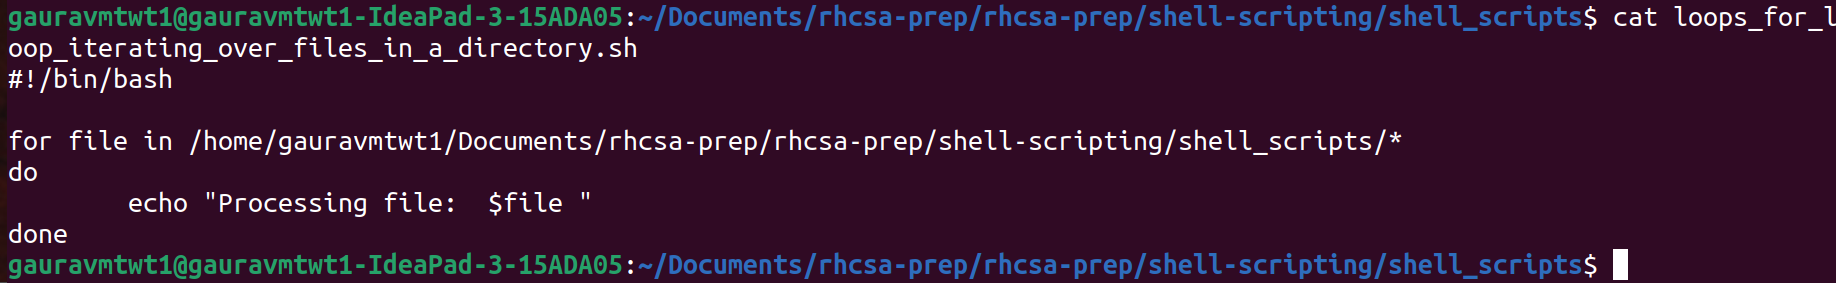 gauravmtwt1@gauravmtwt1-IdeaPad-3-15ADA05:~/Documents/rhcsa-prep/rhcsa-prep/shell-scripting/shell_scripts$ cat loops_for_l
oop_iterating_over_files_in_a_directory.sh
#!/bin/bash

for file in /home/gauravmtwt1/Documents/rhcsa-prep/rhcsa-prep/shell-scripting/shell_scripts/*
do
        echo "Processing file:  $file "
done
gauravmtwt1@gauravmtwt1-IdeaPad-3-15ADA05:~/Documents/rhcsa-prep/rhcsa-prep/shell-scripting/shell_scripts$